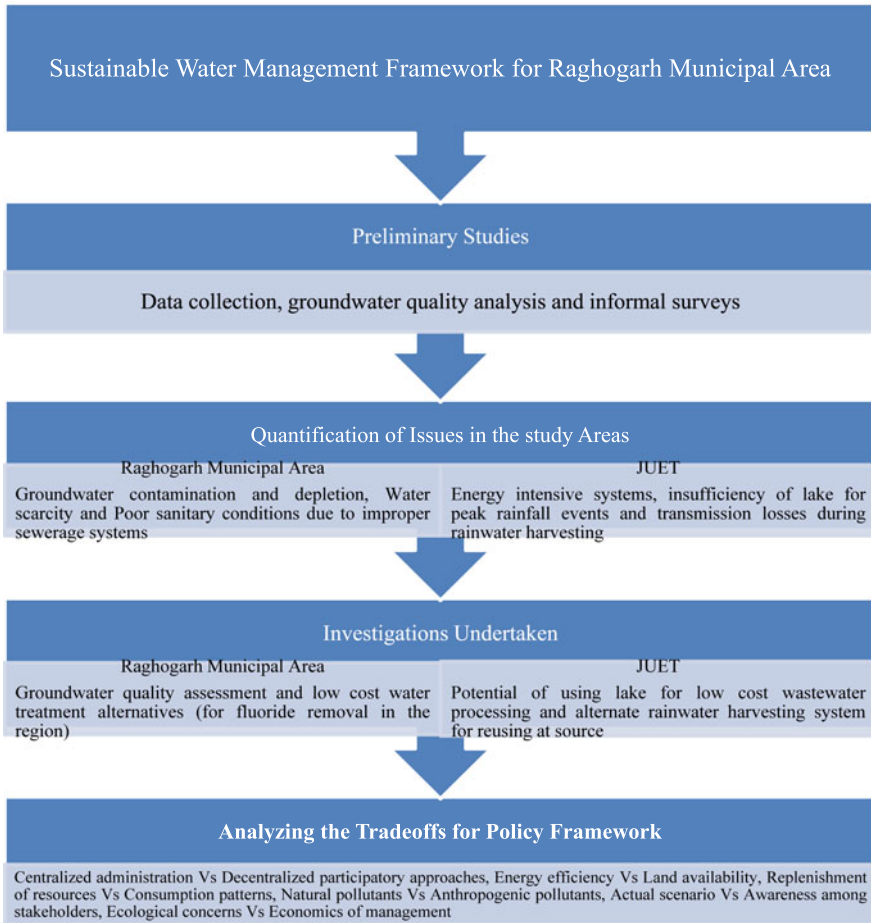 Sustainable Water Management Framework for Raghogarh Municipal Area
Preliminary Studies
Data collection, groundwater quality analysis and informal surveys
Quantification of Issues in the study Areas
Raghogarh Municipal Area
Groundwater contamination and depletion, Water
scarcity and Poor sanitary conditions due to improper
sewerage systems
JUET
Energy intensive systems, insufficiency of lake for
peak rainfall events and transmission losses during
rainwater harvesting
Investigations Undertaken
Raghogarh Municipal Area
Groundwater quality assessment and low cost water
treatment alternatives (for fluoride removal in the
region)
JUET
Potential of using lake for low cost wastewater
processing and alternate rainwater harvesting system
for reusing at source
Analyzing the Tradeoffs for Policy Framework
Centralized administration Vs Decentralized participatory approaches, Energy efficiency Vs Land availability, Replenishment
of resources Vs Consumption patterns, Natural pollutants Vs Anthropogenic pollutants, Actual scenario Vs Awareness among
stakeholders, Ecological concerns Vs Economics of management